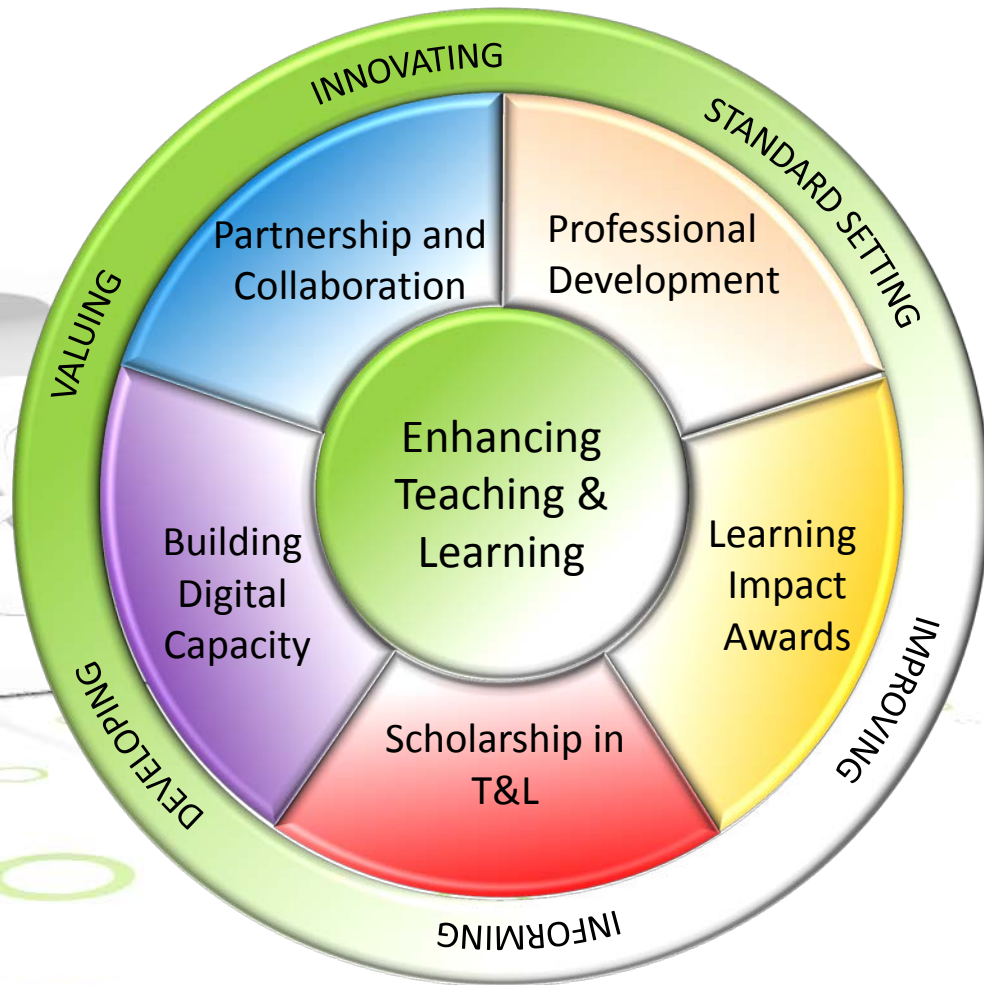 INNOVATING
STANDARD SETTING
IMPROVING
INFORMING
DEVELOPING
VALUING
Partnership and
Collaboration
Professional
Development
Learning
Impact
Awards
Scholarship in
T&L
Building
Digital
Capacity
Enhancing
Teaching &
Learning